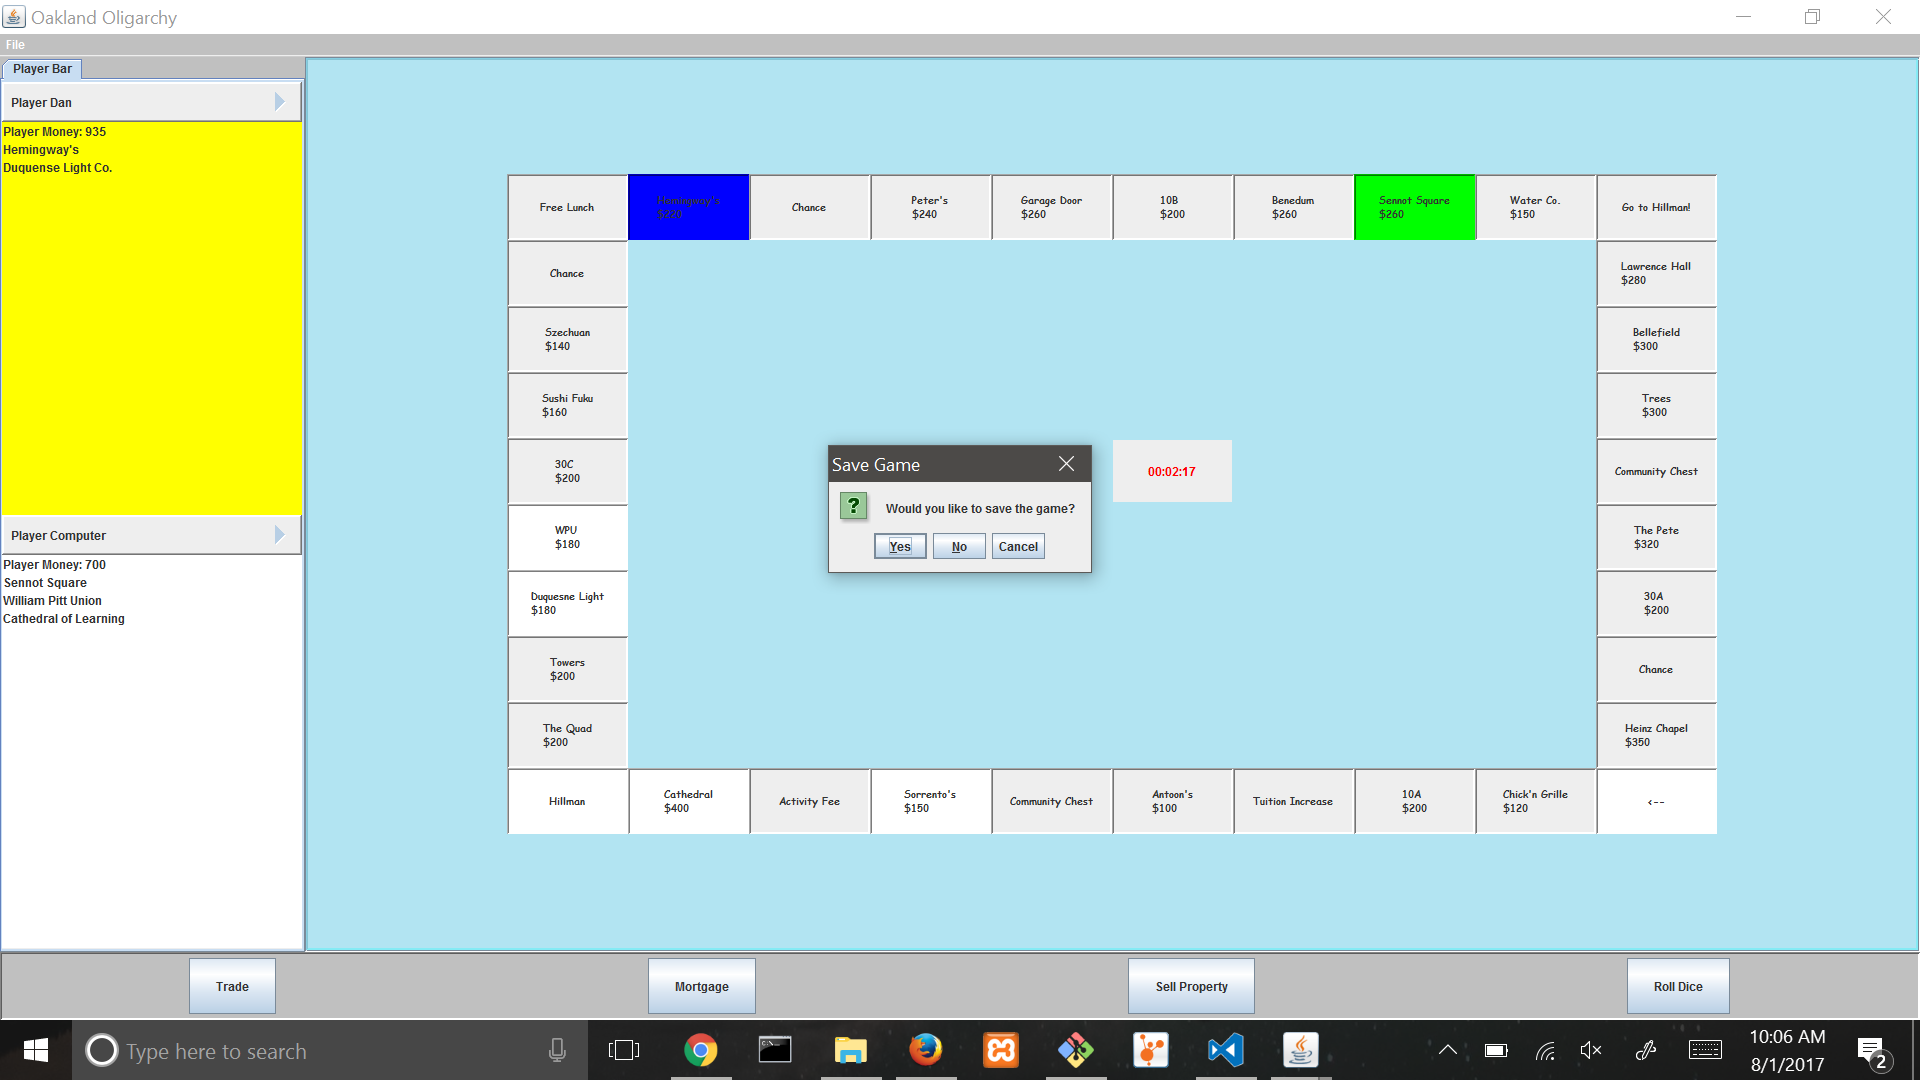 Oakland Oligarchy
File
Player Bar
Player Dan
Player Money: 935
Hemingway's
Duquense Light Co.
Player Computer
Player Money: 700
Sennot Square
William Pitt Union
Cathedral of Learning
Free Lunch
Hemingway's
$220
Chance
Peter's
$240
Garage Door
$260
10B
$200
Benedum
$260
Sennot Square
$260
Water Co.
$150
Go to Hillman!
Chance
Lawrence Hall
$280
Szechuan
$140
Bellefield
$300
Sushi Fuku
$160
Trees
$300
30C
$200
Community Chest
WPU
$180
The Pete
$320
Duquesne Light
$180
30A
$200
Towers
$200
Chance
The Quad
$200
Heinz Chapel
$350
Hillman
Cathedral
$400
Activity Fee
Sorrento's
$150
Community Chest
Antoon's
$100
Tuition Increase
10A
$200
Chick'n Grille
$120
<--
00:02:17
Save Game
?
Would you like to save the game?
Yes
No
Cancel
Trade
Mortgage
Sell Property
Roll Dice
Type here to search
10:06 AM
8/1/2017
2